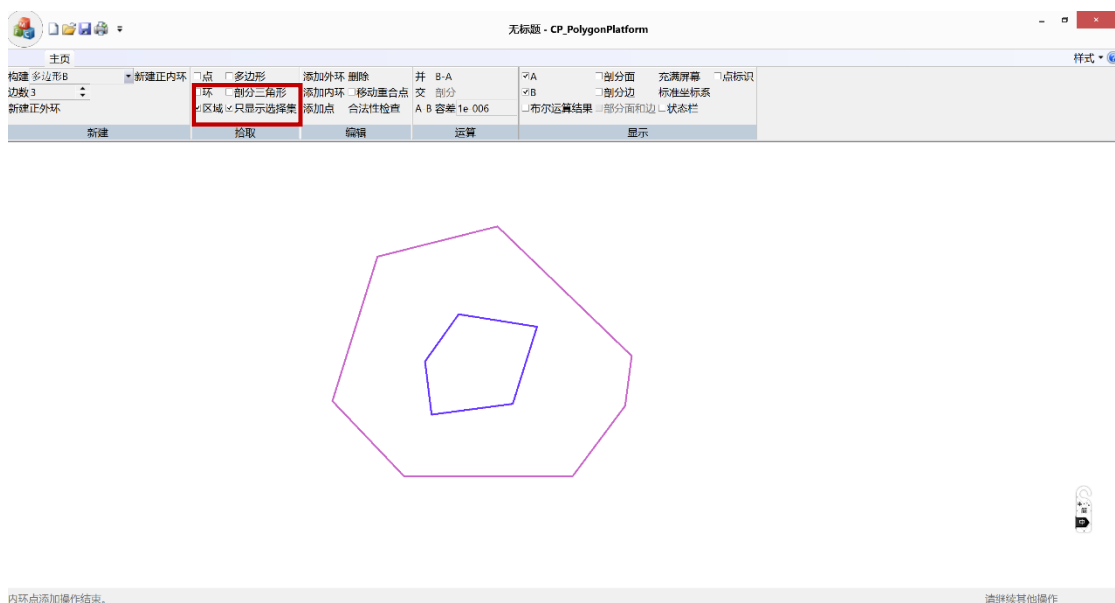 无标题 - CP_PolygonPlatform
主页
样式
构建 多边形B 新建正内环 点 多边形 添加外环 删除 并 B-A A 剖分面 充满屏幕 点标识
边数 3 环 剖分三角形 添加内环 移动重合点 交 剖分 B 剖分边 标准坐标系
新建正外环 区域 只显示选择集 添加点 合法性检查 A B 容差 1e 006 布尔运算结果 部分面和边 状态栏
新建 拾取 编辑 运算 显示
中
内环点添加操作结束。 请继续其他操作